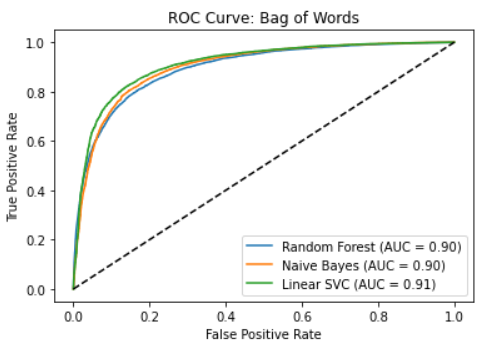 ROC Curve: Bag of Words
True Positive Rate
1.0
0.8
0.6
0.4
0.2
0.0
Random Forest (AUC = 0.90)
Naive Bayes (AUC = 0.90)
Linear SVC (AUC = 0.91)
0.0 0.2 0.4 0.6 0.8 1.0
False Positive Rate